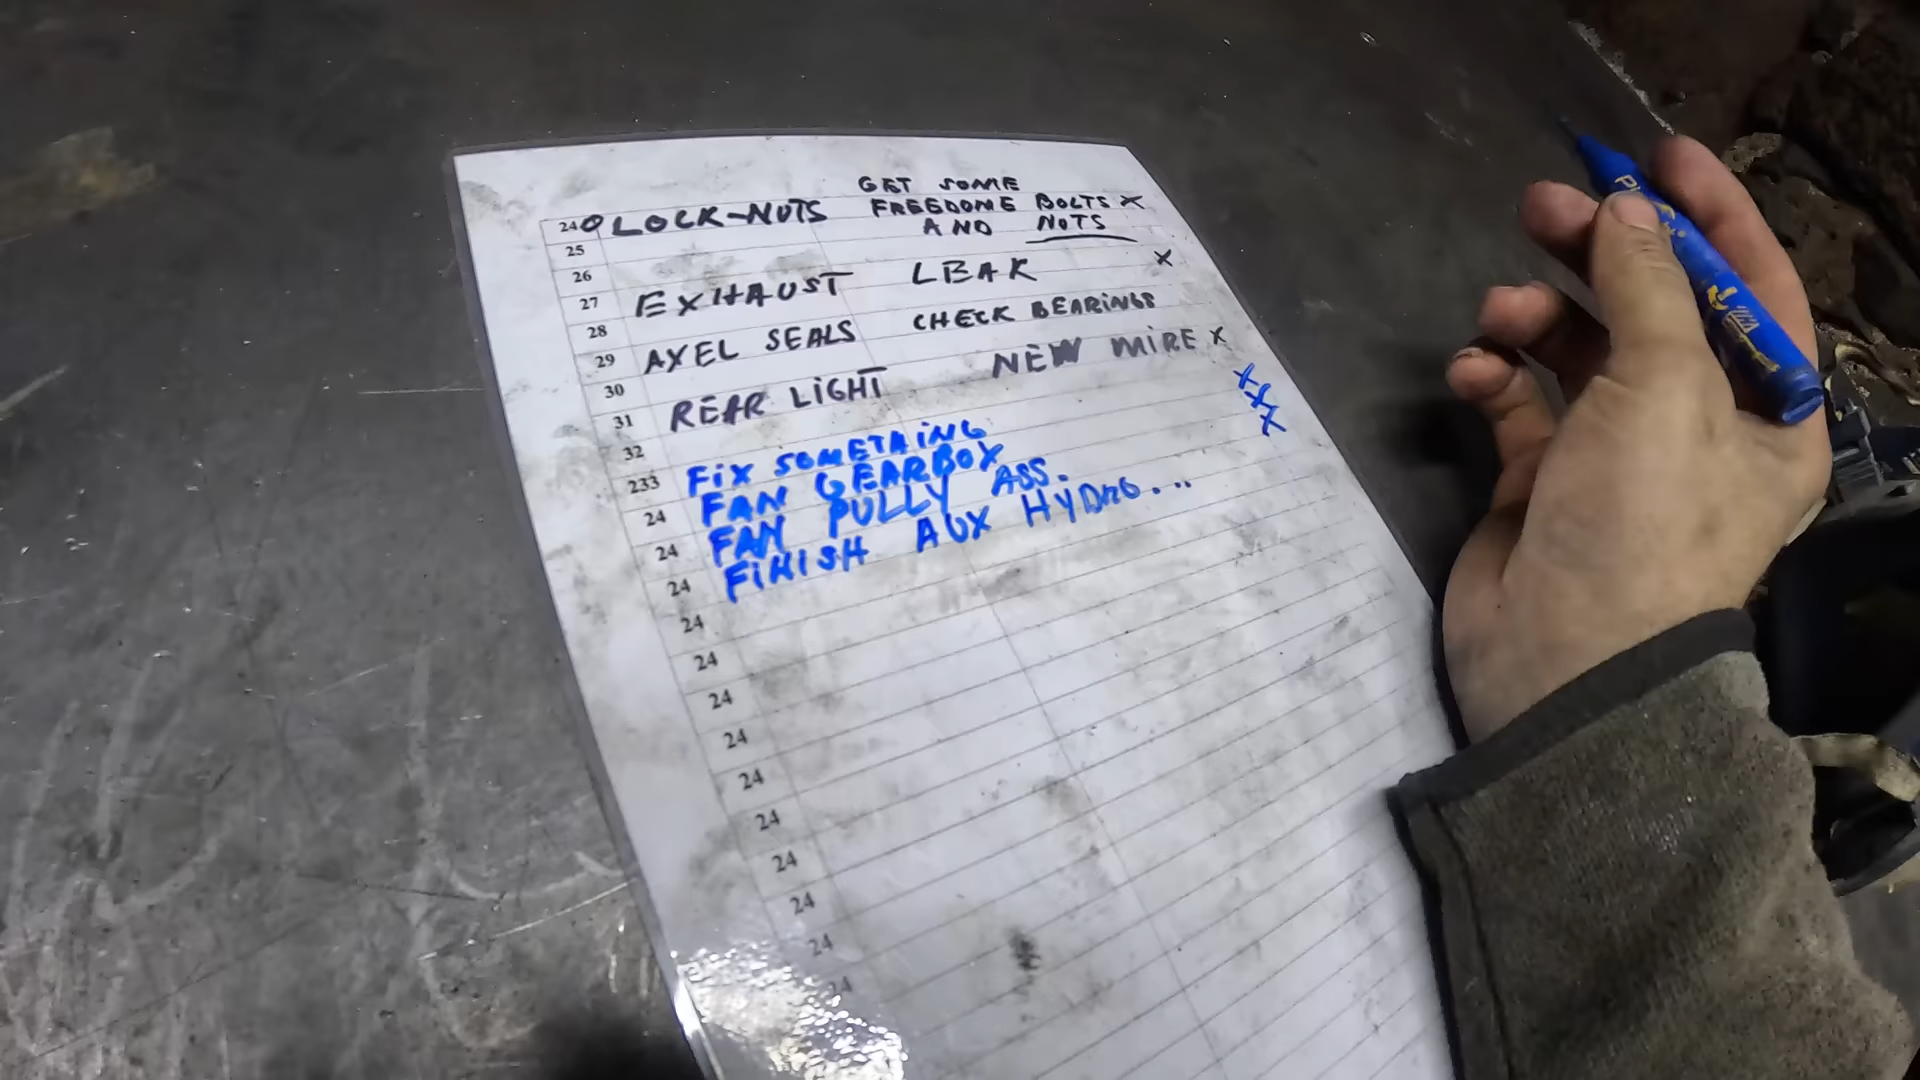 GET SOME
24 O LOCK-NUTS FREEDOME BOLTS X
AND NUTS
25
26
27 EXHAUST LEAK X
28
29 AXEL SEALS CHECK BEARINGS
30
31 REAR LIGHT NEW WIRE X
32
233 FIX SOMETHING X
24 FAN GEARBOX X
24 FAN PULLY ASS. X
24 FINISH AUX HYDRO...
24
24
24
24
24
24
24
24
24
24